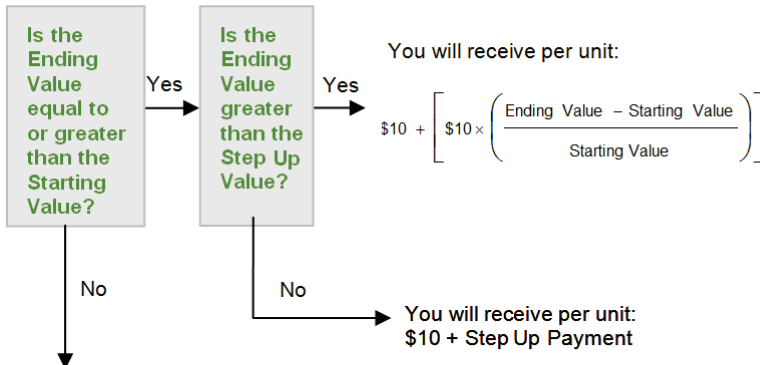 Is the
Ending
Value
equal to
or greater
than the
Starting
Value?
Yes
Is the
Ending
Value
greater
than the
Step Up
Value?
Yes
You will receive per unit:
$10 + [ $10 × ( Ending Value – Starting Value
Starting Value ) ]
No
No
You will receive per unit:
$10 + Step Up Payment